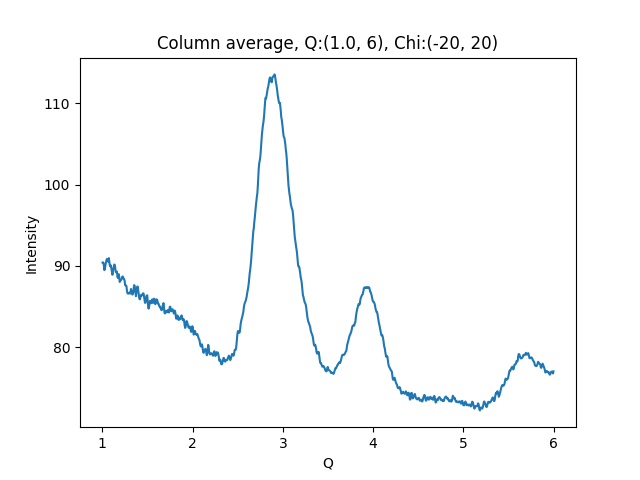 Column average, Q:(1.0, 6), Chi:(-20, 20)
110
100
90
80
Intensity
1 2 3 4 5 6
Q